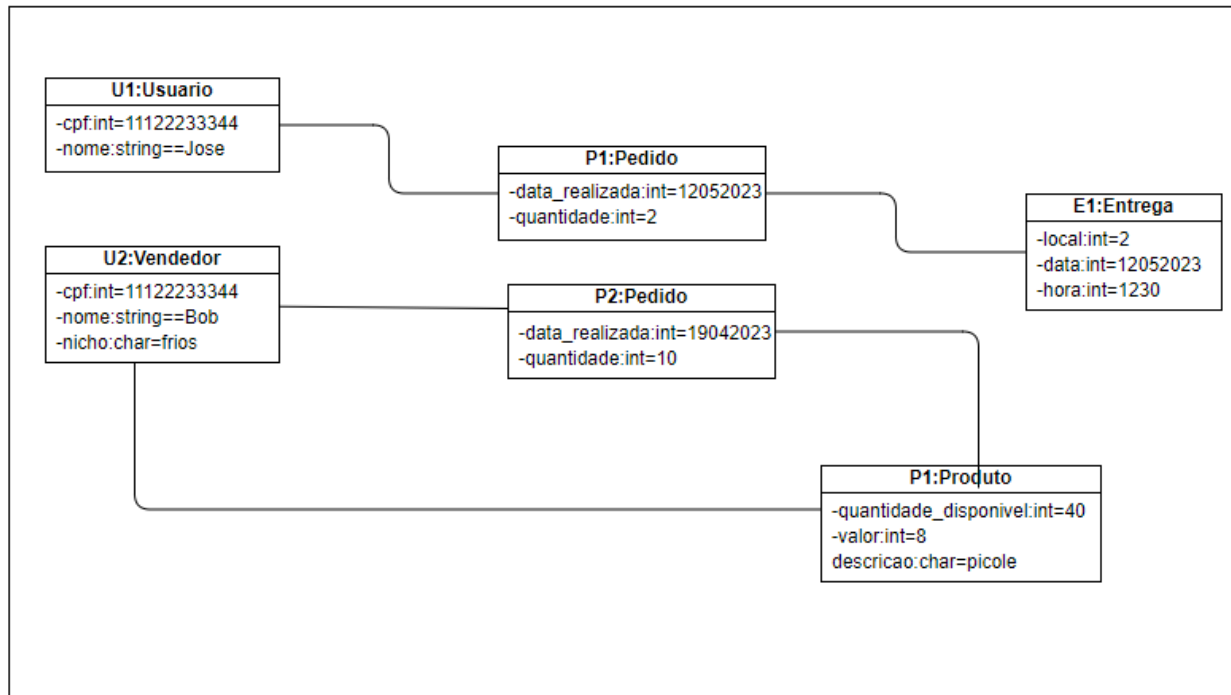 U1:Usuario
-cpf:int=11122233344
-nome:string==Jose
P1:Pedido
-data_realizada:int=12052023
-quantidade:int=2
E1:Entrega
-local:int=2
-data:int=12052023
-hora:int=1230
U2:Vendedor
-cpf:int=11122233344
-nome:string==Bob
-nicho:char=frios
P2:Pedido
-data_realizada:int=19042023
-quantidade:int=10
P1:Produto
-quantidade_disponivel:int=40
-valor:int=8
descricao:char=picole